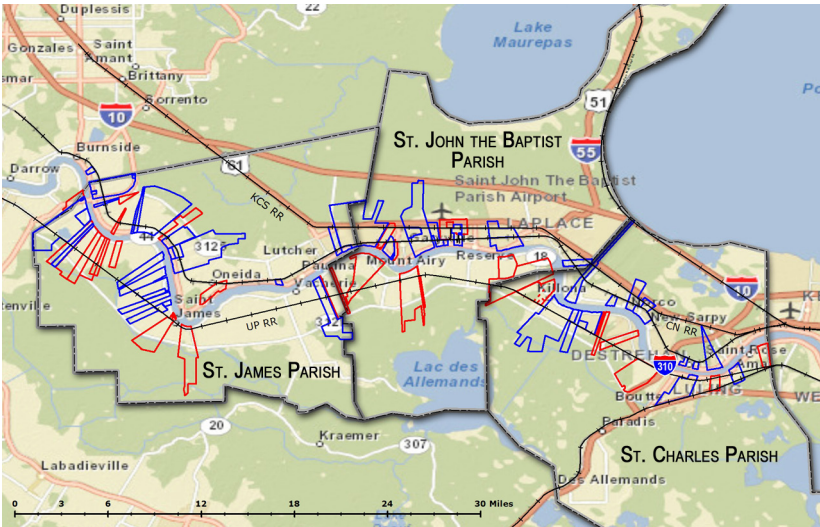 Duplessis
22
Lake
Maurepas
Gonzales
Saint
Amant
Brittany
Sorrento
10
51
Burnside
ST. JOHN THE BAPTIST
PARISH
55
Darrow
61
Saint John The Baptist
Parish Airport
KCS RR
LAPLACE
44
3125
Lutcher
Paulina
Mount Airy
Reserve
18
Oneida
Vacherie
Killona
10
Norco
New Sarpy
CN RR
Saint
James
UP RR
DESTREHAN
Saint Rose
310
ST. JAMES PARISH
Lac des
Allemands
Boutte
LULING
20
Kraemer
307
Paradis
ST. CHARLES PARISH
Labadieville
Des Allemands
0 3 6 12 18 24 30 Miles